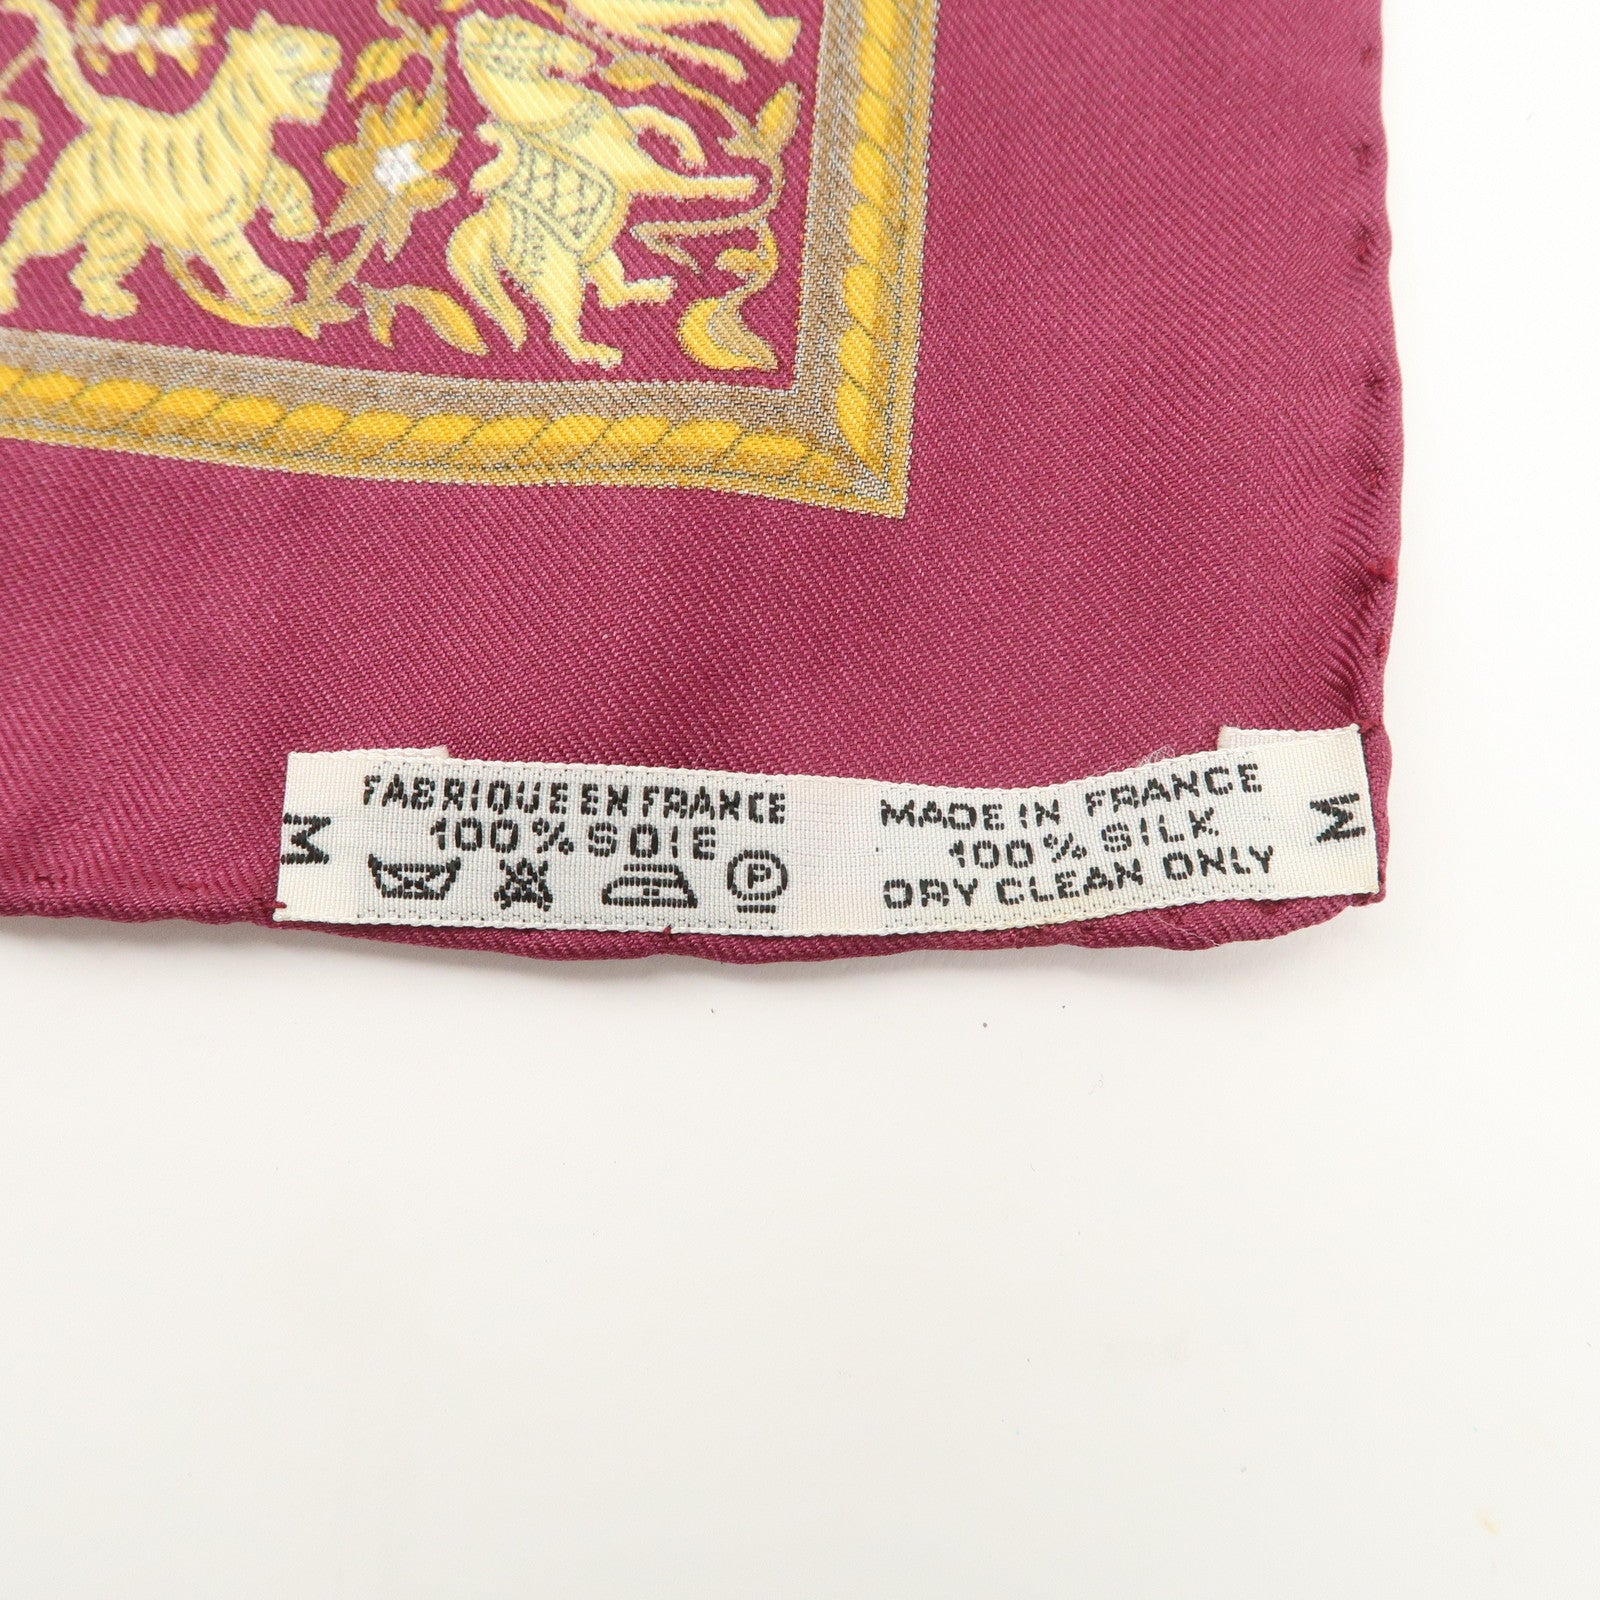 M
FABRIQUE EN FRANCE
100% SOIE
P
MADE IN FRANCE
100% SILK
DRY CLEAN ONLY
M